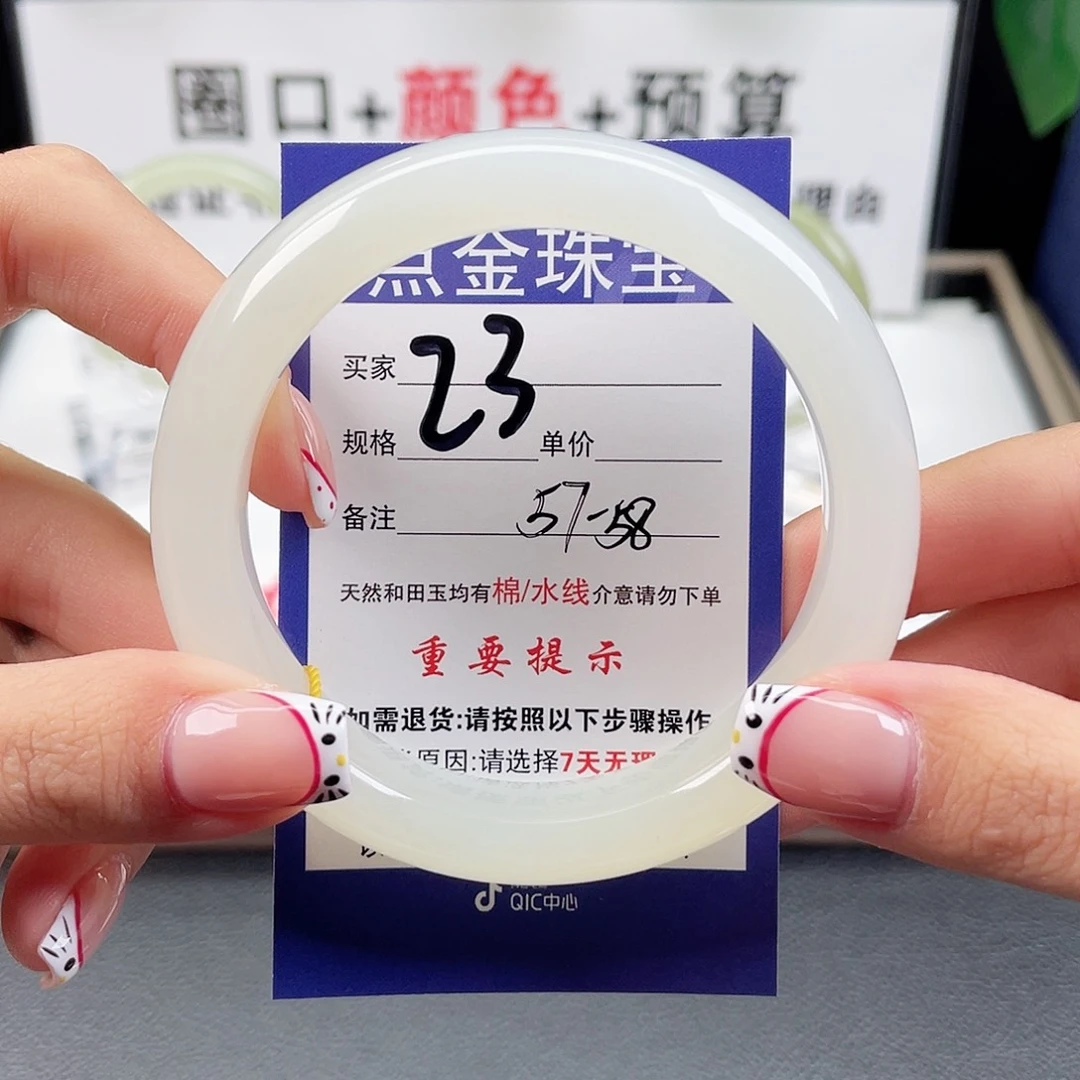 圈口+颜色+预算
理由
点金珠宝
买家 23
规格 单价
备注 57-58
天然和田玉均有棉/水线介意请勿下单
重要提示
如需退货:请按照以下步骤操作
原因:请选择7天无理
QIC中心